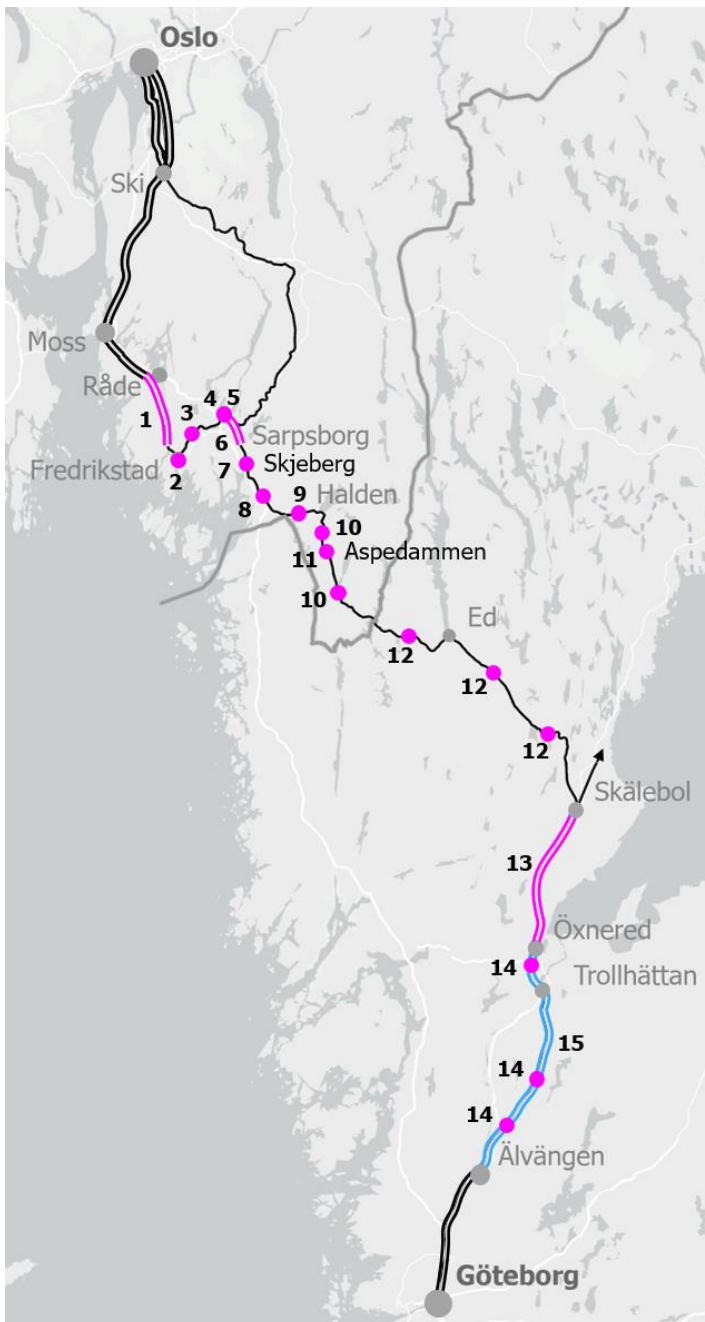 Oslo
Ski
Moss
Råde
1
3
4 5
6
Sarpsborg
Fredrikstad
2
7
Skjeberg
8
9
Halden
10
11
Aspedammen
10
Ed
12
12
12
Skälebol
13
Öxnered
14
Trollhättan
15
14
14
Älvängen
Göteborg